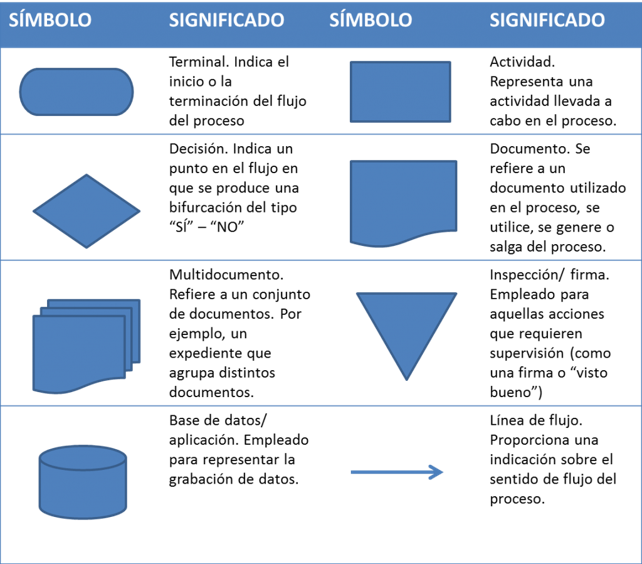 SÍMBOLO SIGNIFICADO SÍMBOLO SIGNIFICADO
Terminal. Indica el
inicio o la
terminación del flujo
del proceso
Actividad.
Representa una
actividad llevada a
cabo en el proceso.
Decisión. Indica un
punto en el flujo en
que se produce una
bifurcación del tipo
“SÍ” – “NO”
Documento. Se
refiere a un
documento utilizado
en el proceso, se
utilice, se genere o
salga del proceso.
Multidocumento.
Refiere a un conjunto
de documentos. Por
ejemplo, un
expediente que
agrupa distintos
documentos.
Inspección/ firma.
Empleado para
aquellas acciones
que requieren
supervisión (como
una firma o “visto
bueno”)
Base de datos/
aplicación. Empleado
para representar la
grabación de datos.
Línea de flujo.
Proporciona una
indicación sobre el
sentido de flujo del
proceso.